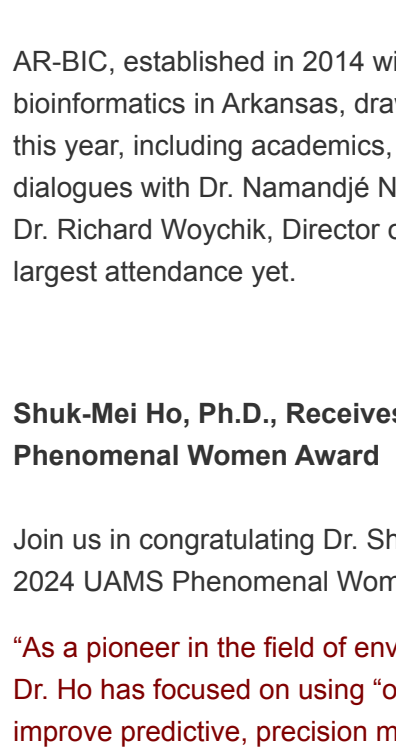 AR-BIC, established in 2014 wi
bioinformatics in Arkansas, dra
this year, including academics,
dialogues with Dr. Namandjé N
Dr. Richard Woychik, Director o
largest attendance yet.
Shuk-Mei Ho, Ph.D., Receives
Phenomenal Women Award
Join us in congratulating Dr. Sh
2024 UAMS Phenomenal Wom
“As a pioneer in the field of env
Dr. Ho has focused on using “o
improve predictive, precision m